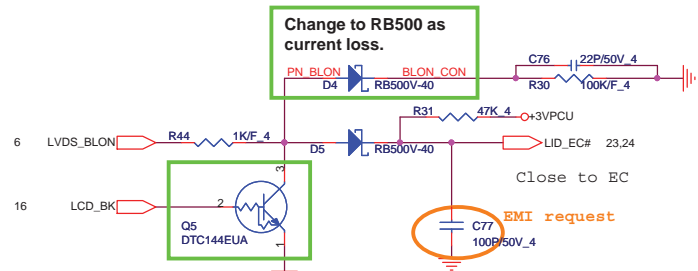 Change to RB500 as
current loss.
PN_BLON
BLON_CON
D4
RB500V-40
C76
22P/50V_4
R30
100K/F_4
R31
47K_4
+3VPCU
6
LVDS_BLON
R44
1K/F_4
D5
RB500V-40
LID_EC#
23,24
Close to EC
16
LCD_BK
2
3
1
Q5
DTC144EUA
EMI request
C77
100P/50V_4